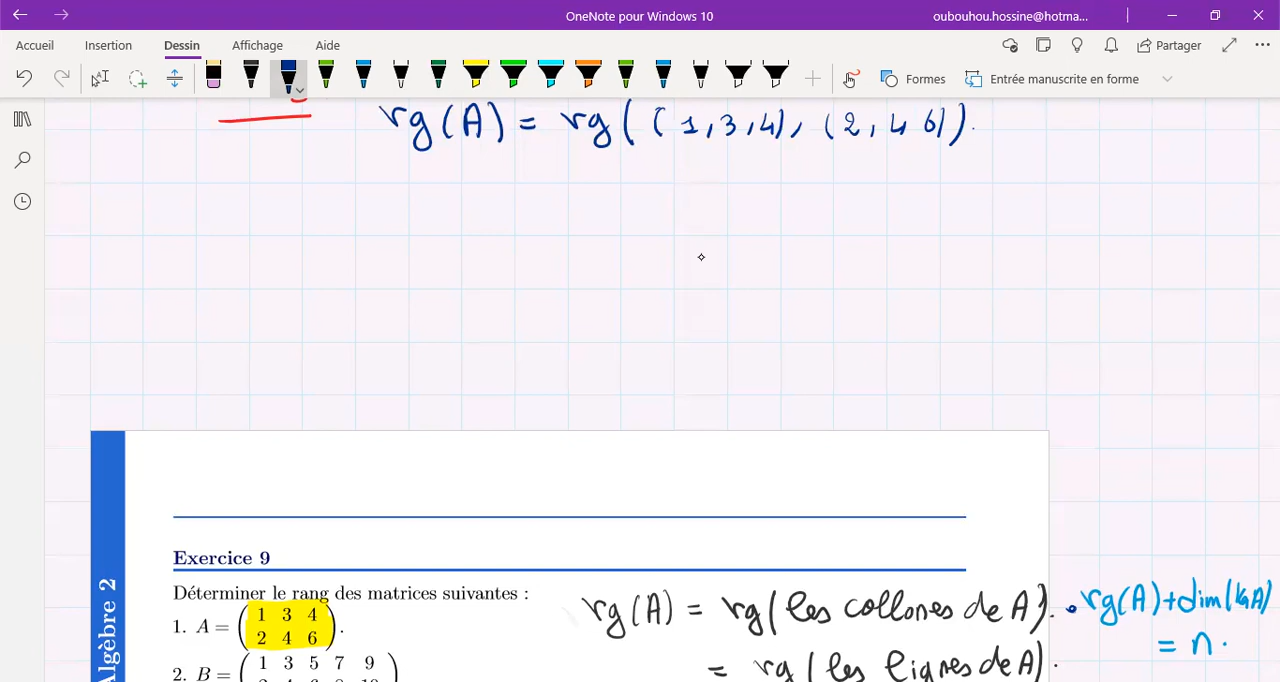 OneNote pour Windows 10
oubouhou.hossine@hotma...
Accueil Insertion Dessin Affichage Aide
Partager
Formes
Entrée manuscrite en forme
rg(A) = rg((1,3,4), (2,4 6)).
Algèbre 2
Exercice 9
Déterminer le rang des matrices suivantes :
1. A = ( 1 3 4
2 4 6 ).
2. B = ( 1 3 5 7 9
rg(A) = rg(les collones de A).
= rg(les lignes de A).
• rg(A)+dim(kerA)
= n.